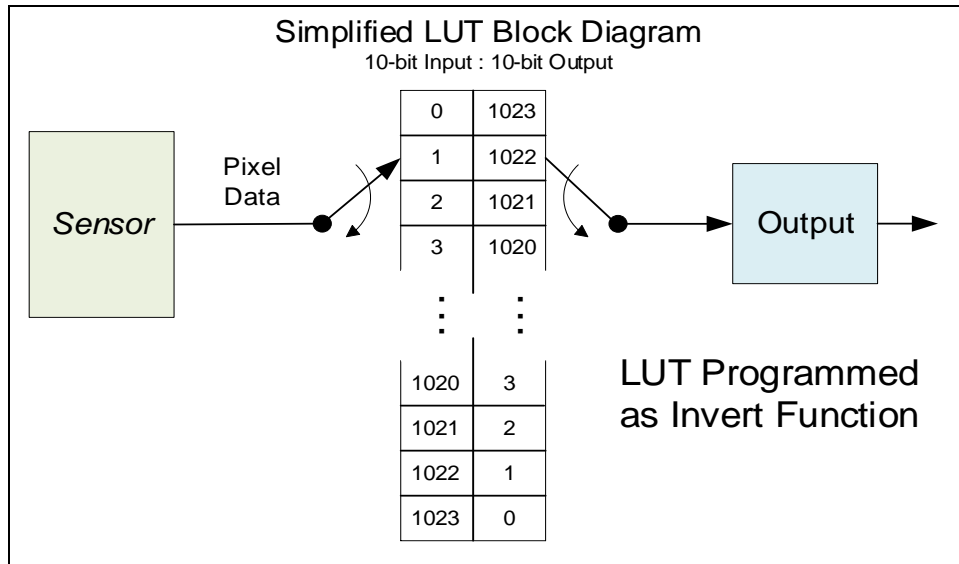 Simplified LUT Block Diagram
10-bit Input : 10-bit Output
Sensor
Pixel
Data
0 1023
1 1022
2 1021
3 1020
⋮ ⋮
1020 3
1021 2
1022 1
1023 0
Output
LUT Programmed
as Invert Function